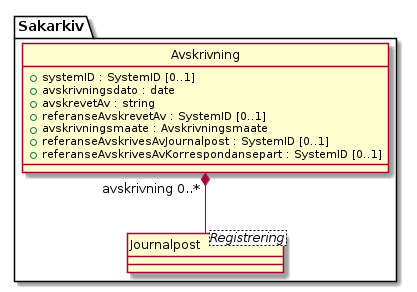 Sakarkiv
Avskrivning
systemID : SystemID [0..1]
avskrivningsdato : date
avskrevetAv : string
referanseAvskrevetAv : SystemID [0..1]
avskrivningsmaate : Avskrivningsmaate
referanseAvskrivesAvJournalpost : SystemID [0..1]
referanseAvskrivesAvKorrespondansepart : SystemID [0..1]
avskrivning 0..*
Registrering
Journalpost